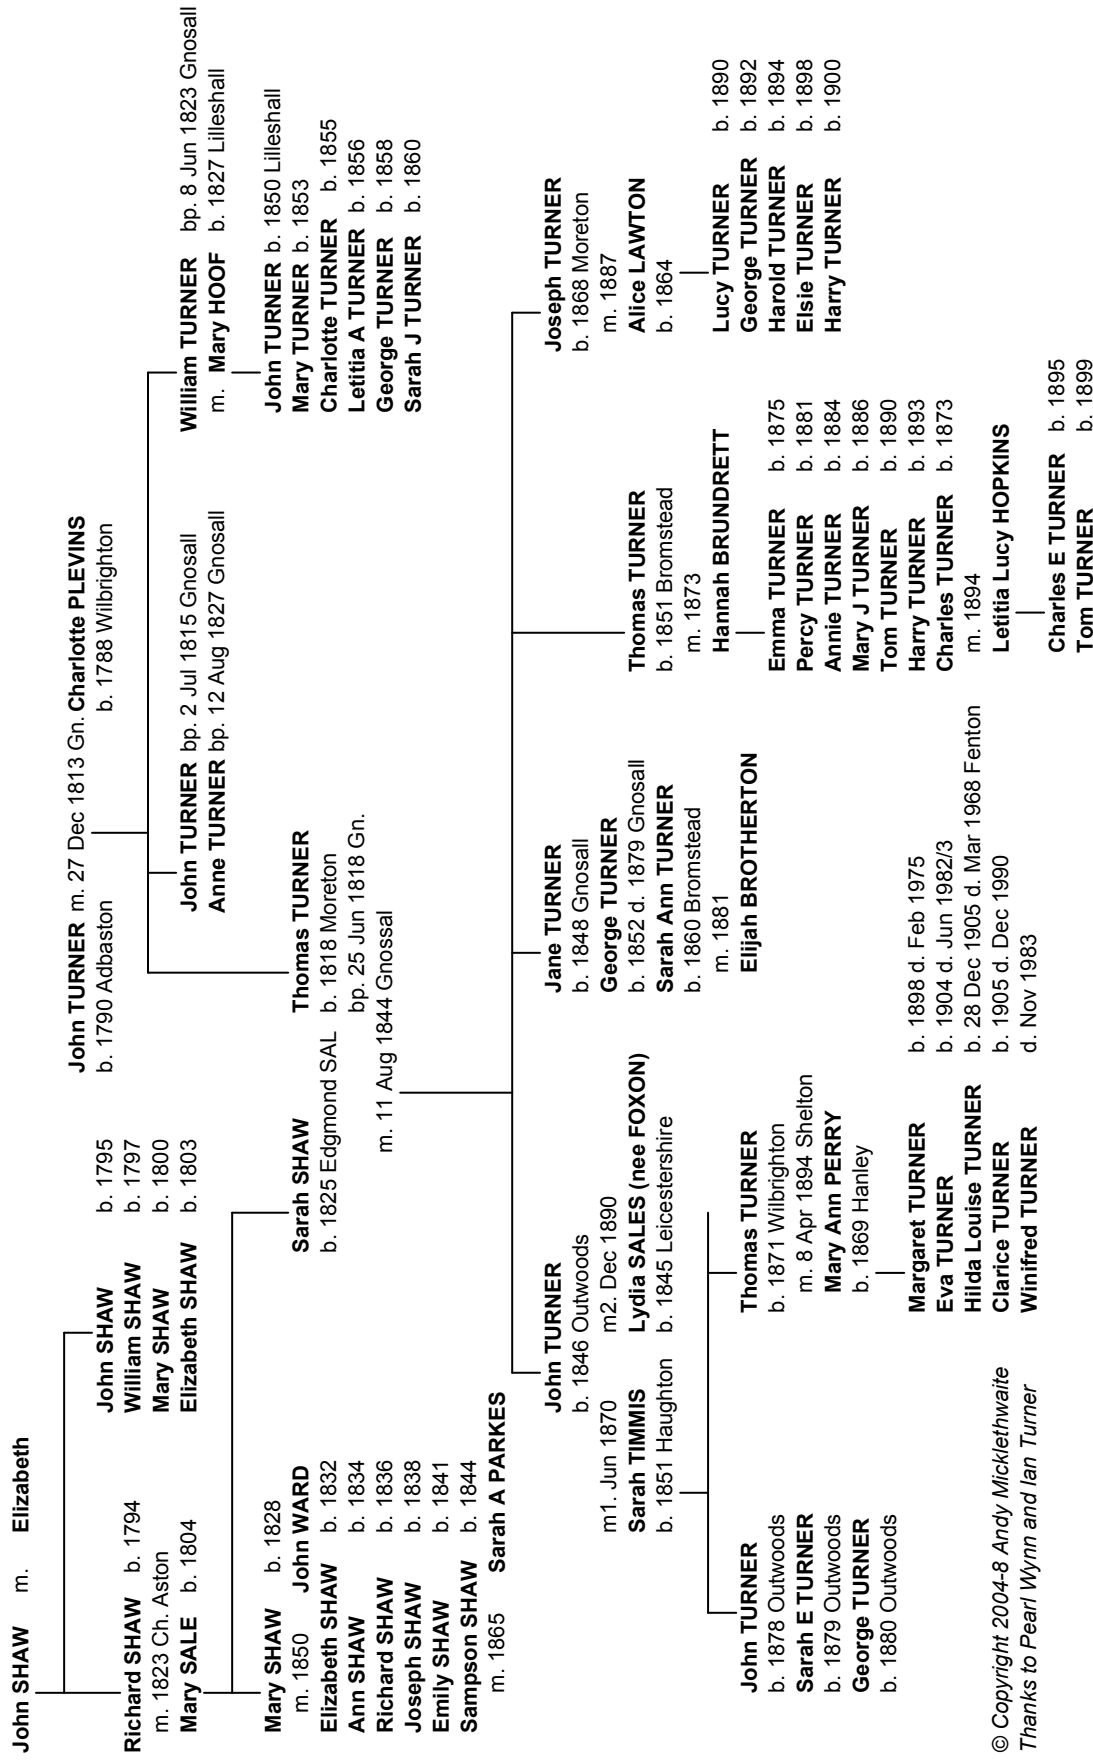 John SHAW m. Elizabeth
Richard SHAW b. 1794
m. 1823 Ch. Aston
Mary SALE b. 1804
John SHAW b. 1795
William SHAW b. 1797
Mary SHAW b. 1800
Elizabeth SHAW b. 1803
John TURNER m. 27 Dec 1813 Gn. Charlotte PLEVINS
b. 1790 Adbaston b. 1788 Wilbrighton
Mary SHAW b. 1828
m. 1850 John WARD
Elizabeth SHAW b. 1832
Ann SHAW b. 1834
Richard SHAW b. 1836
Joseph SHAW b. 1838
Emily SHAW b. 1841
Sampson SHAW b. 1844
m. 1865 Sarah A PARKES
Sarah SHAW
b. 1825 Edgmond SAL
Thomas TURNER
b. 1818 Moreton
bp. 25 Jun 1818 Gn.
m. 11 Aug 1844 Gnossal
John TURNER bp. 2 Jul 1815 Gnosall
Anne TURNER bp. 12 Aug 1827 Gnosall
William TURNER bp. 8 Jun 1823 Gnosall
m. Mary HOOF b. 1827 Lilleshall
John TURNER b. 1850 Lilleshall
Mary TURNER b. 1853
Charlotte TURNER b. 1855
Letitia A TURNER b. 1856
George TURNER b. 1858
Sarah J TURNER b. 1860
John TURNER
b. 1846 Outwoods
m1. Jun 1870 m2. Dec 1890
Sarah TIMMIS Lydia SALES (nee FOXON)
b. 1851 Haughton b. 1845 Leicestershire
Jane TURNER
b. 1848 Gnosall
George TURNER
b. 1852 d. 1879 Gnosall
Sarah Ann TURNER
b. 1860 Bromstead
m. 1881
Elijah BROTHERTON
Thomas TURNER
b. 1851 Bromstead
m. 1873
Hannah BRUNDRETT
Emma TURNER b. 1875
Percy TURNER b. 1881
Annie TURNER b. 1884
Mary J TURNER b. 1886
Tom TURNER b. 1890
Harry TURNER b. 1893
Charles TURNER b. 1873
m. 1894
Letitia Lucy HOPKINS
Charles E TURNER b. 1895
Tom TURNER b. 1899
Joseph TURNER
b. 1868 Moreton
m. 1887
Alice LAWTON
b. 1864
Lucy TURNER b. 1890
George TURNER b. 1892
Harold TURNER b. 1894
Elsie TURNER b. 1898
Harry TURNER b. 1900
John TURNER
b. 1878 Outwoods
Sarah E TURNER
b. 1879 Outwoods
George TURNER
b. 1880 Outwoods
Thomas TURNER
b. 1871 Wilbrighton
m. 8 Apr 1894 Shelton
Mary Ann PERRY
b. 1869 Hanley
Margaret TURNER b. 1898 d. Feb 1975
Eva TURNER b. 1904 d. Jun 1982/3
Hilda Louise TURNER b. 28 Dec 1905 d. Mar 1968 Fenton
Clarice TURNER b. 1905 d. Dec 1990
Winifred TURNER d. Nov 1983
© Copyright 2004-8 Andy Micklethwaite
Thanks to Pearl Wynn and Ian Turner